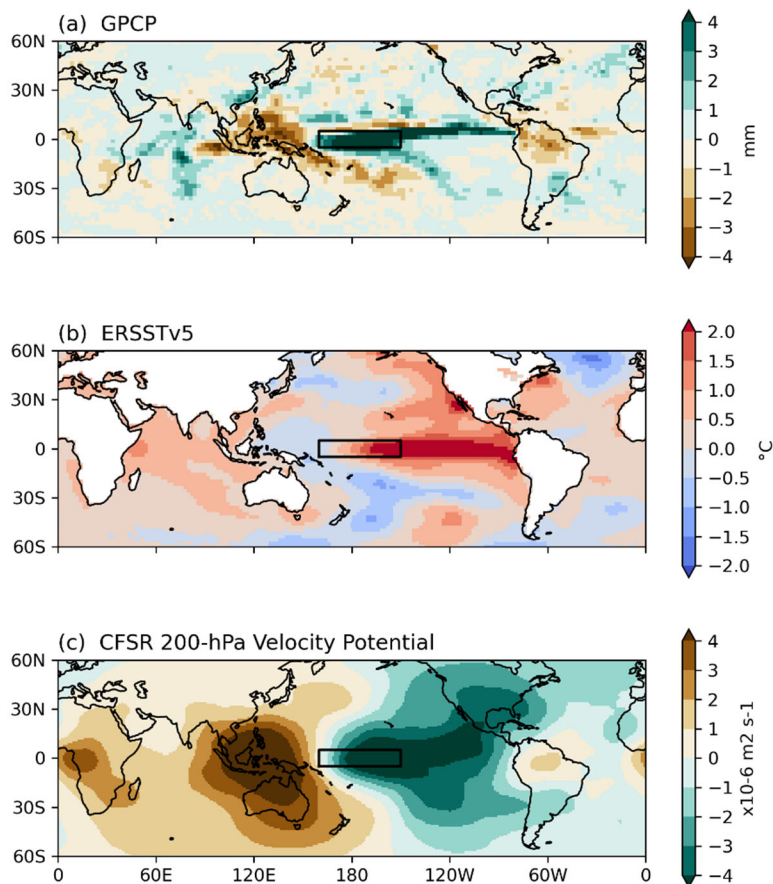 (a) GPCP
60N
30N
0
30S
60S
4
3
2
1
0
−1
−2
−3
−4
mm
(b) ERSSTv5
60N
30N
0
30S
60S
2.0
1.5
1.0
0.5
0.0
−0.5
−1.0
−1.5
−2.0
°C
(c) CFSR 200-hPa Velocity Potential
60N
30N
0
30S
60S
0 60E 120E 180 120W 60W 0
4
3
2
1
0
−1
−2
−3
−4
x10-6 m2 s-1